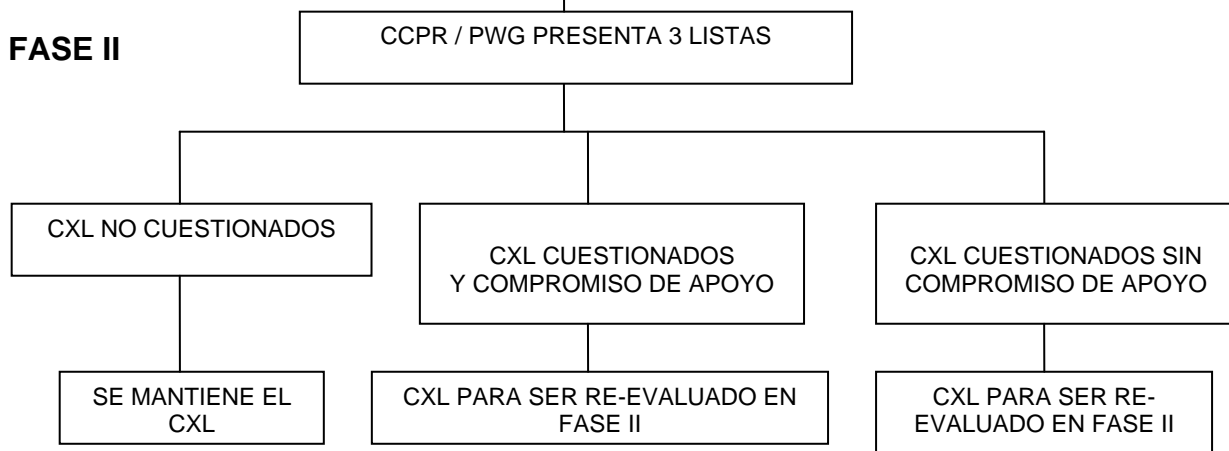 FASE II
CCPR / PWG PRESENTA 3 LISTAS
CXL NO CUESTIONADOS
CXL CUESTIONADOS
Y COMPROMISO DE APOYO
CXL CUESTIONADOS SIN
COMPROMISO DE APOYO
SE MANTIENE EL
CXL
CXL PARA SER RE-EVALUADO EN
FASE II
CXL PARA SER RE-
EVALUADO EN FASE II